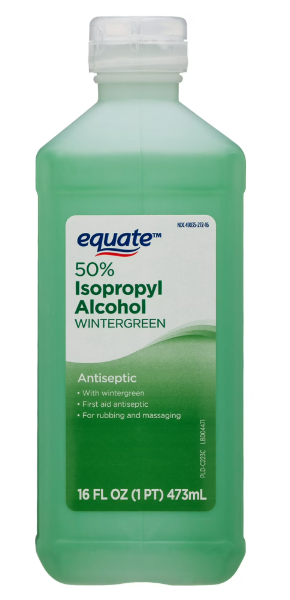 equate™
50%
Isopropyl
Alcohol
WINTERGREEN
Antiseptic
• With wintergreen
• First aid antiseptic
• For rubbing and massaging
16 FL OZ (1 PT) 473mL